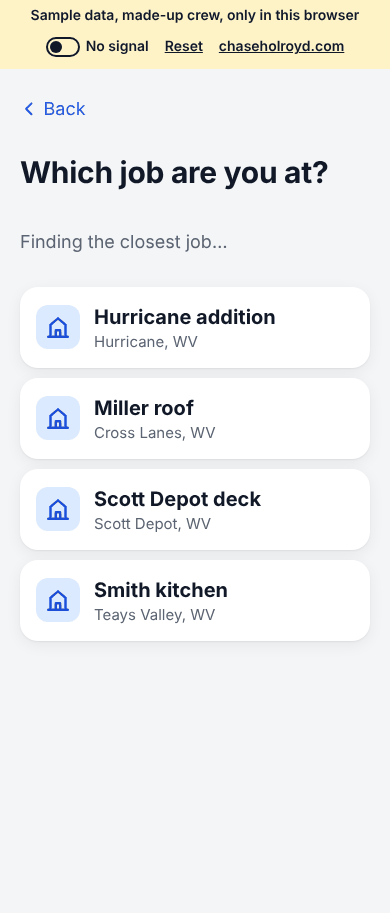 Sample data, made-up crew, only in this browser
No signal Reset chaseholroyd.com
Back
Which job are you at?
Finding the closest job...
Hurricane addition
Hurricane, WV
Miller roof
Cross Lanes, WV
Scott Depot deck
Scott Depot, WV
Smith kitchen
Teays Valley, WV